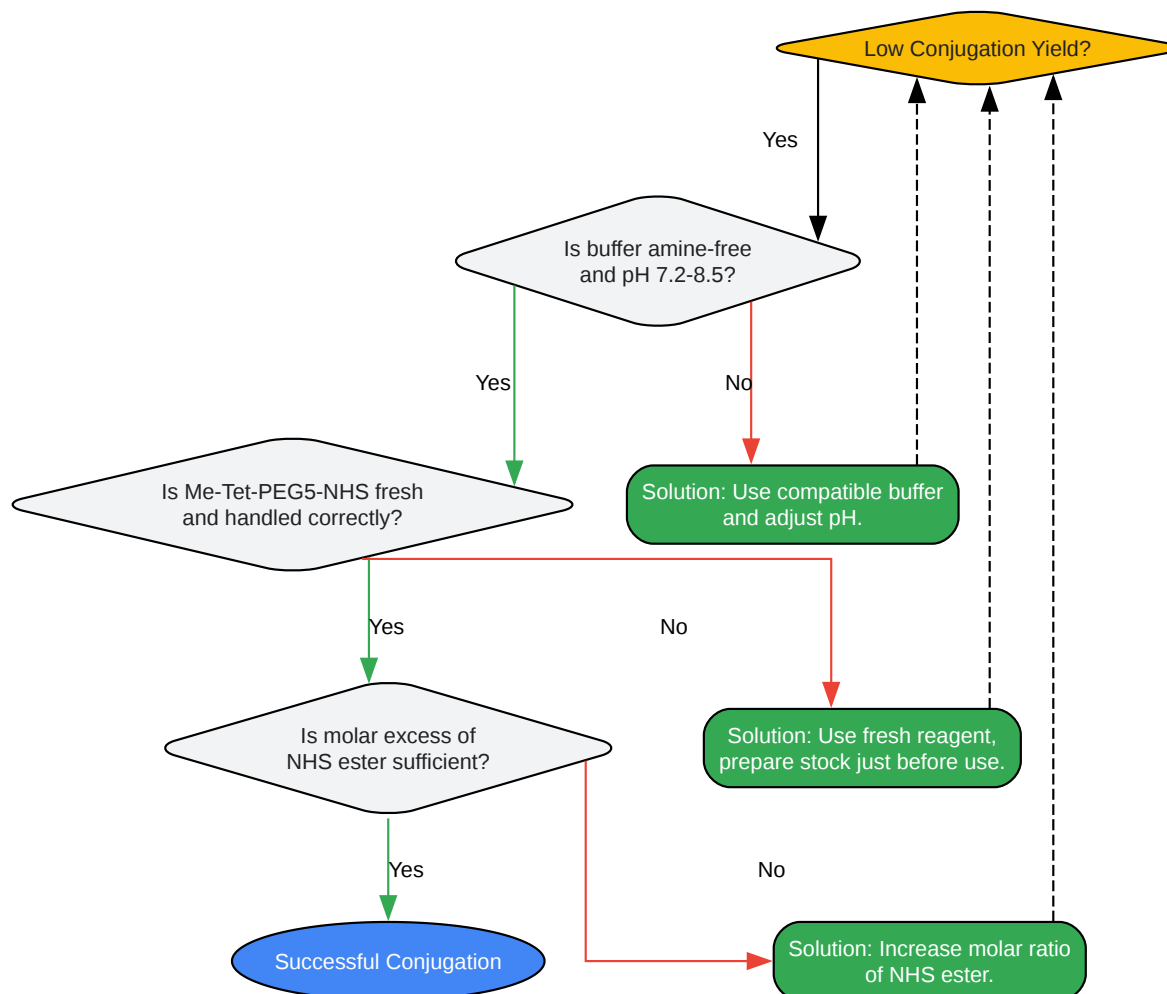 Low Conjugation Yield?
Yes
Is buffer amine-free
and pH 7.2-8.5?
Yes
No
Is Me-Tet-PEG5-NHS fresh
and handled correctly?
Solution: Use compatible buffer
and adjust pH.
Yes
No
Is molar excess of
NHS ester sufficient?
Solution: Use fresh reagent,
prepare stock just before use.
Yes
No
Successful Conjugation
Solution: Increase molar ratio
of NHS ester.